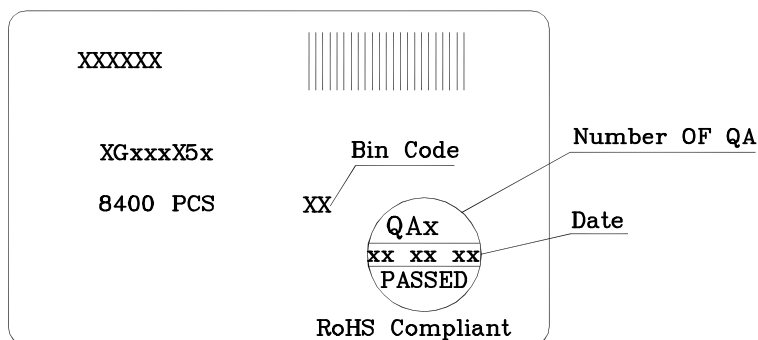 XXXXXX
XGxxxX5x
Bin Code
Number OF QA
8400 PCS
XX
QAx
Date
xx xx xx
PASSED
RoHS Compliant